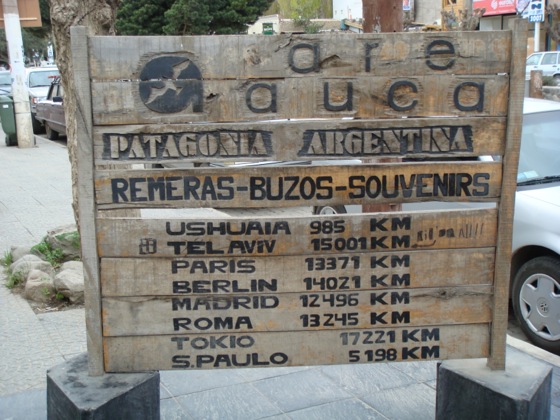 are
auca
PATAGONIA ARGENTINA
REMERAS-BUZOS-SOUVENIRS
USHUAIA 985 KM
TEL AVIV 15001 KM
PARIS 13371 KM
BERLIN 14021 KM
MADRID 12496 KM
ROMA 13245 KM
TOKIO 17221 KM
S.PAULO 5198 KM